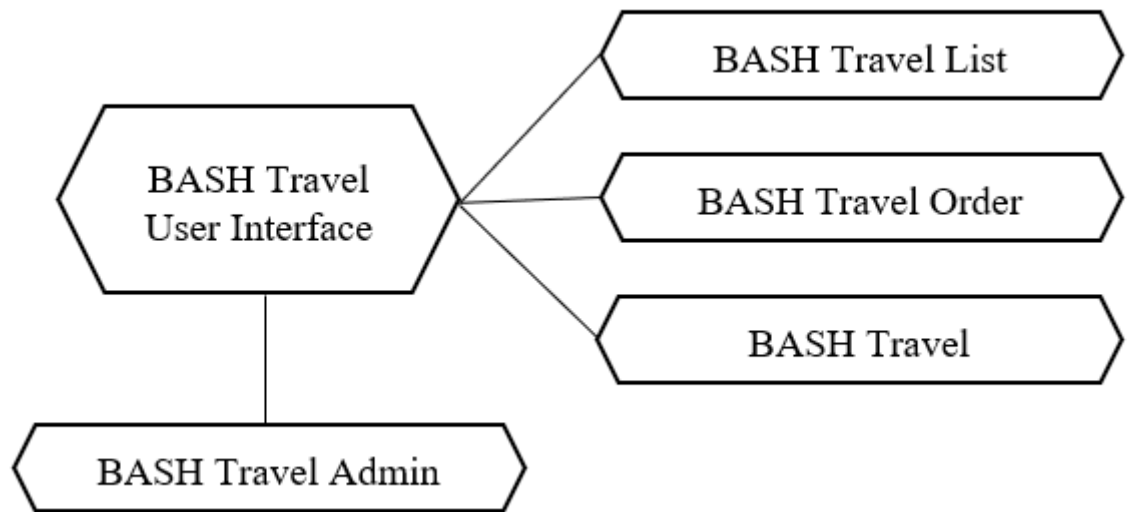 BASH Travel List
BASH Travel
User Interface
BASH Travel Order
BASH Travel
BASH Travel Admin